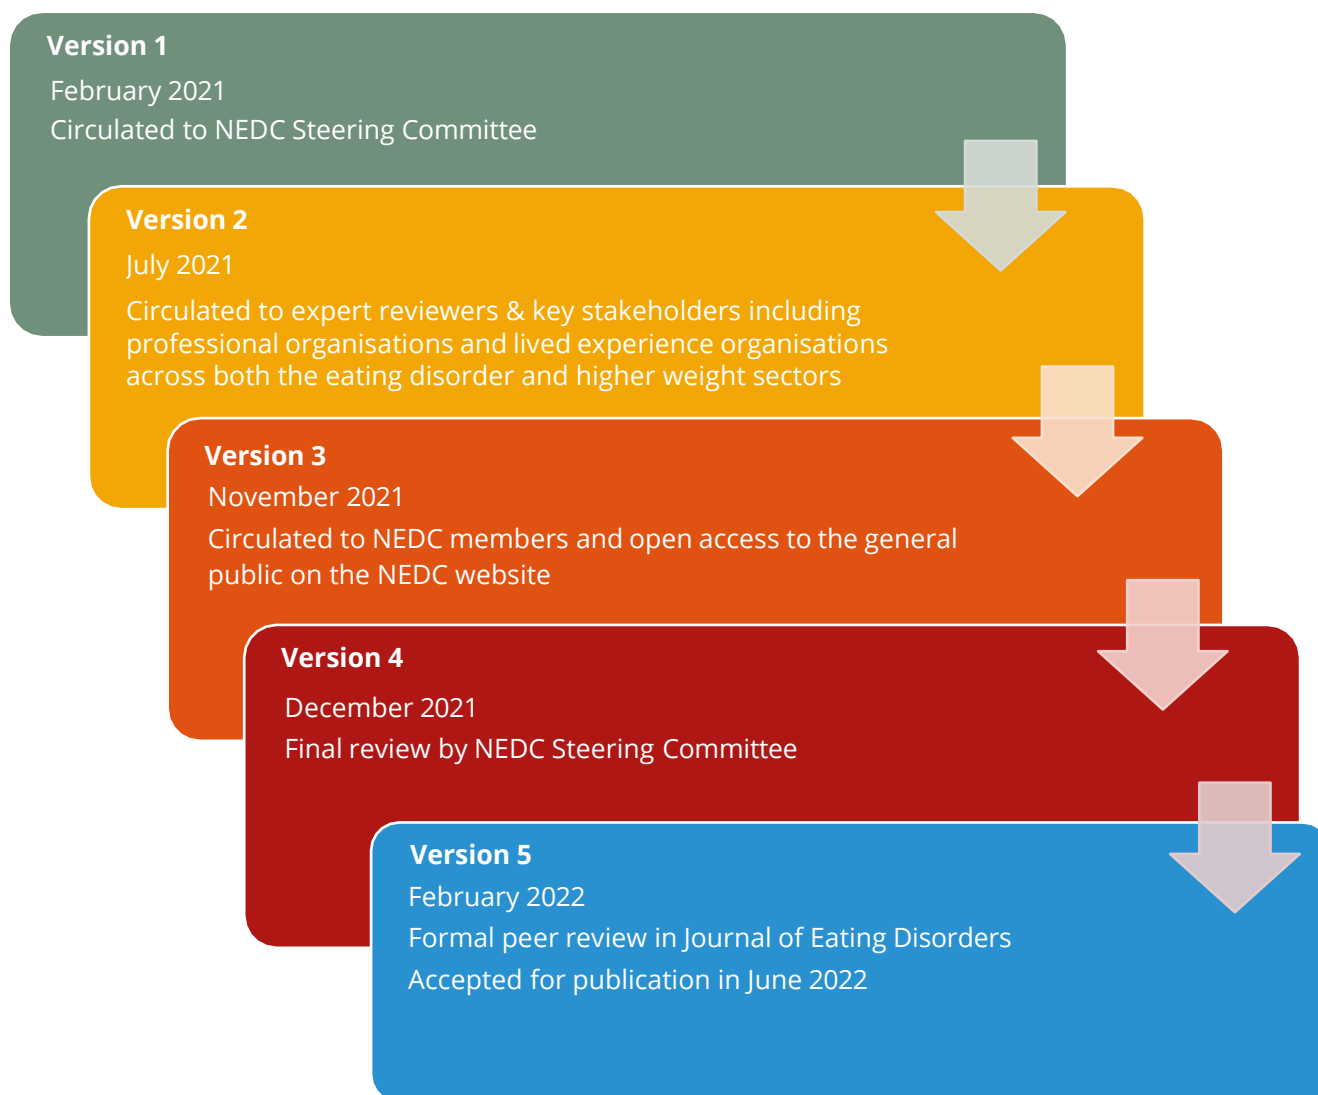 Version 1
February 2021
Circulated to NEDC Steering Committee
Version 2
July 2021
Circulated to expert reviewers & key stakeholders including
professional organisations and lived experience organisations
across both the eating disorder and higher weight sectors
Version 3
November 2021
Circulated to NEDC members and open access to the general
public on the NEDC website
Version 4
December 2021
Final review by NEDC Steering Committee
Version 5
February 2022
Formal peer review in Journal of Eating Disorders
Accepted for publication in June 2022